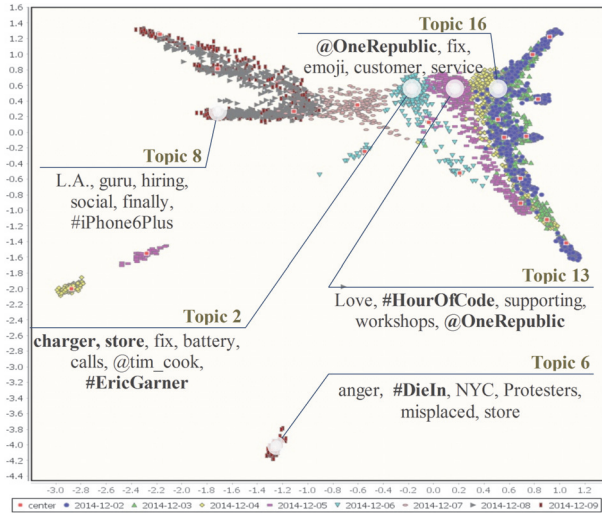 1.6
1.4
1.2
1.0
0.8
0.6
0.4
0.2
0.0
-0.2
-0.4
-0.6
-0.8
-1.0
-1.2
-1.4
-1.6
-1.8
-2.0
-2.2
-2.4
-2.6
-2.8
-3.0
-3.2
-3.4
-3.6
-3.8
-4.0
-4.2
-4.4
Topic 16
@OneRepublic, fix,
emoji, customer, service
Topic 8
L.A., guru, hiring,
social, finally,
#iPhone6Plus
Topic 13
Love, #HourOfCode, supporting,
workshops, @OneRepublic
Topic 2
charger, store, fix, battery,
calls, @tim_cook,
#EricGarner
Topic 6
anger, #DieIn, NYC, Protesters,
misplaced, store
-3.0 -2.8 -2.6 -2.4 -2.2 -2.0 -1.8 -1.6 -1.4 -1.2 -1.0 -0.8 -0.6 -0.4 -0.2 0.0 0.2 0.4 0.6 0.8 1.0 1.2
center 2014-12-02 2014-12-03 2014-12-04 2014-12-05 2014-12-06 2014-12-07 2014-12-08 2014-12-09